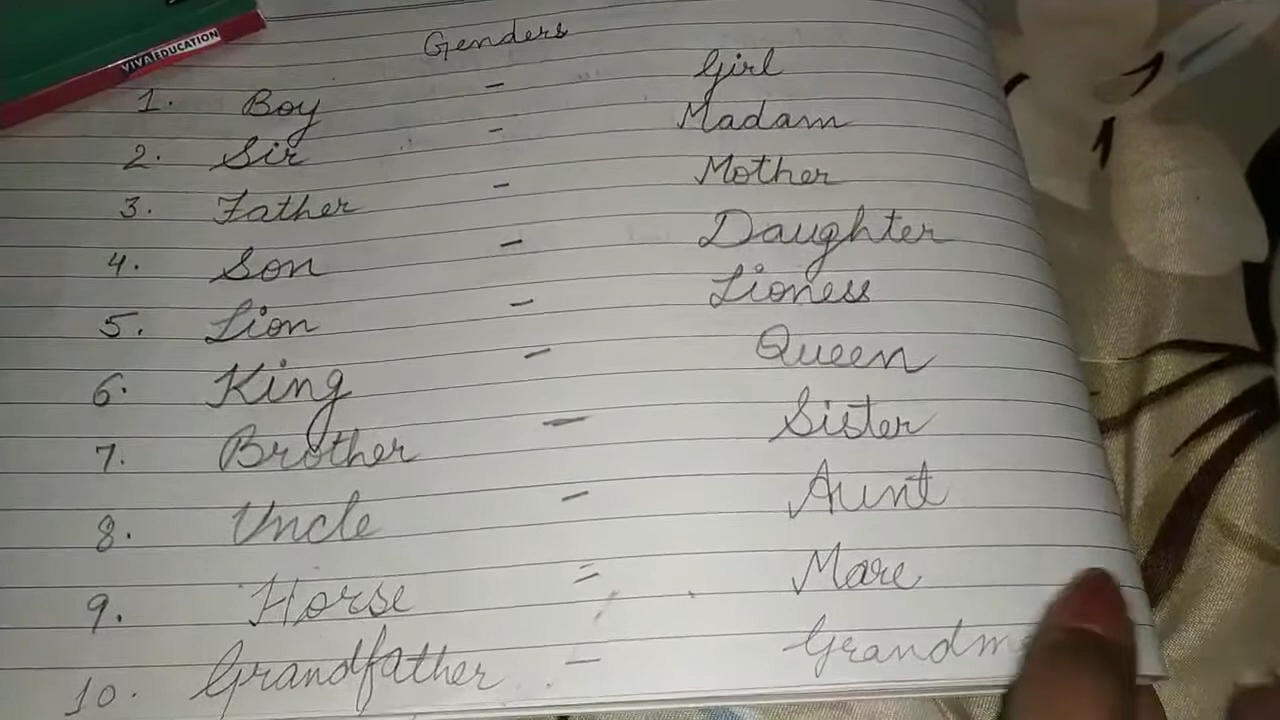 VIVA EDUCATION
Genders
1. Boy - Girl
2. Sir - Madam
3. Father - Mother
4. Son - Daughter
5. Lion - Lioness
6. King - Queen
7. Brother - Sister
8. Uncle - Aunt
9. Horse = Mare
10. Grandfather -